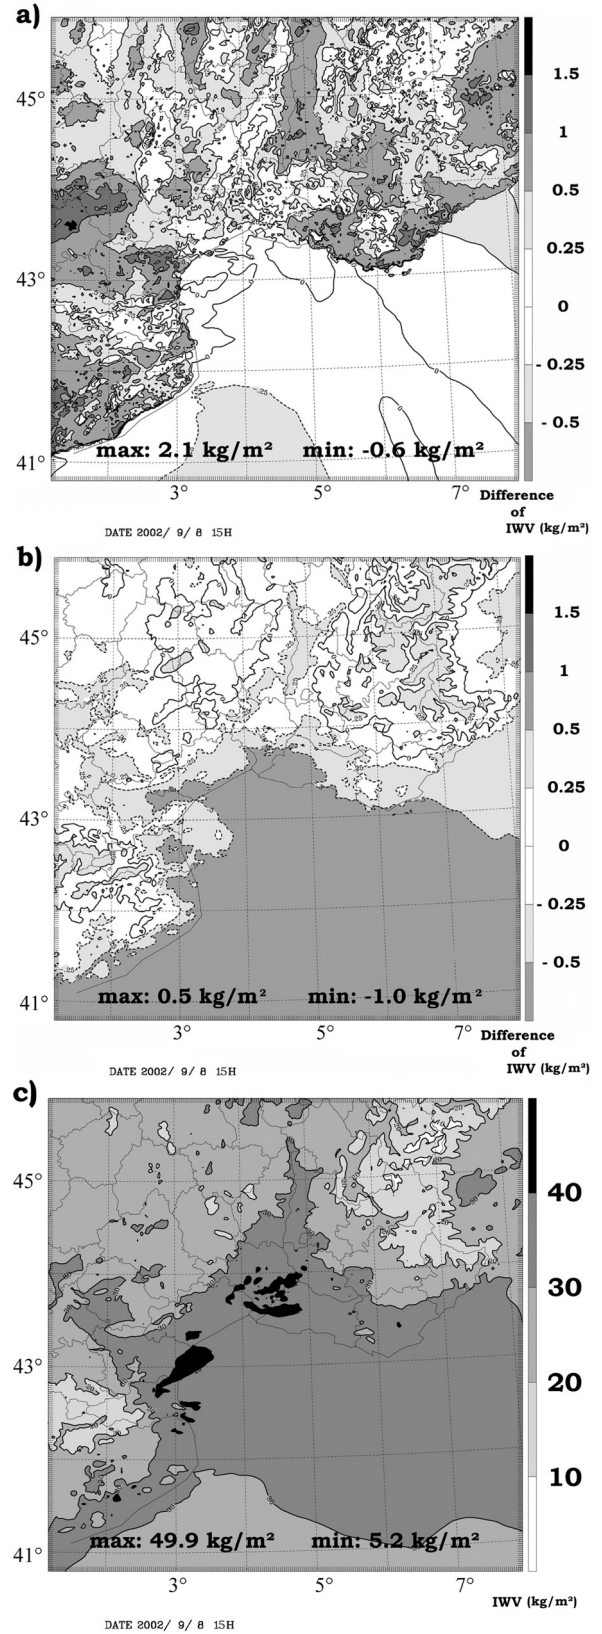 a)
45°
43°
41°
1.5
1
0.5
0.25
0
- 0.25
- 0.5
max: 2.1 kg/m² min: -0.6 kg/m²
3° 5° 7°
Difference
of
IWV (kg/m²)
DATE 2002/ 9/ 8 15H
b)
45°
43°
41°
1.5
1
0.5
0.25
0
- 0.25
- 0.5
max: 0.5 kg/m² min: -1.0 kg/m²
3° 5° 7°
Difference
of
IWV (kg/m²)
DATE 2002/ 9/ 8 15H
c)
45°
43°
41°
40
30
20
10
max: 49.9 kg/m² min: 5.2 kg/m²
3° 5° 7°
IWV (kg/m²)
DATE 2002/ 9/ 8 15H